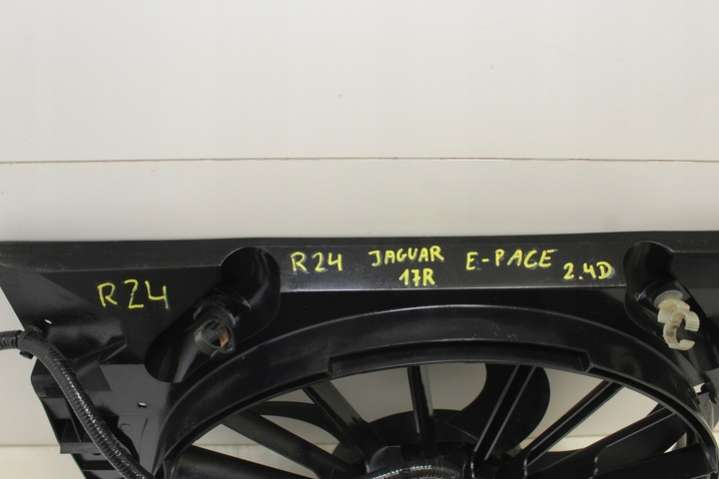 R24 JAGUAR E-PACE
17R 2.4D
R24